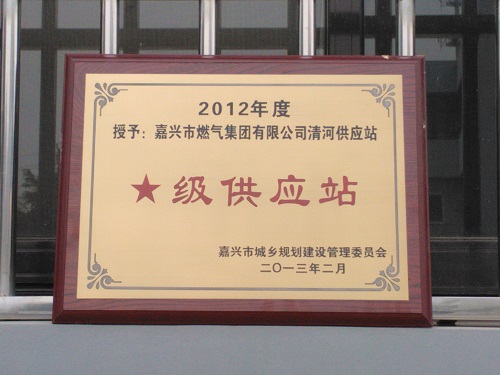 2012年度
授予：嘉兴市燃气集团有限公司清河供应站
★级供应站
嘉兴市城乡规划建设管理委员会
二〇一三年二月